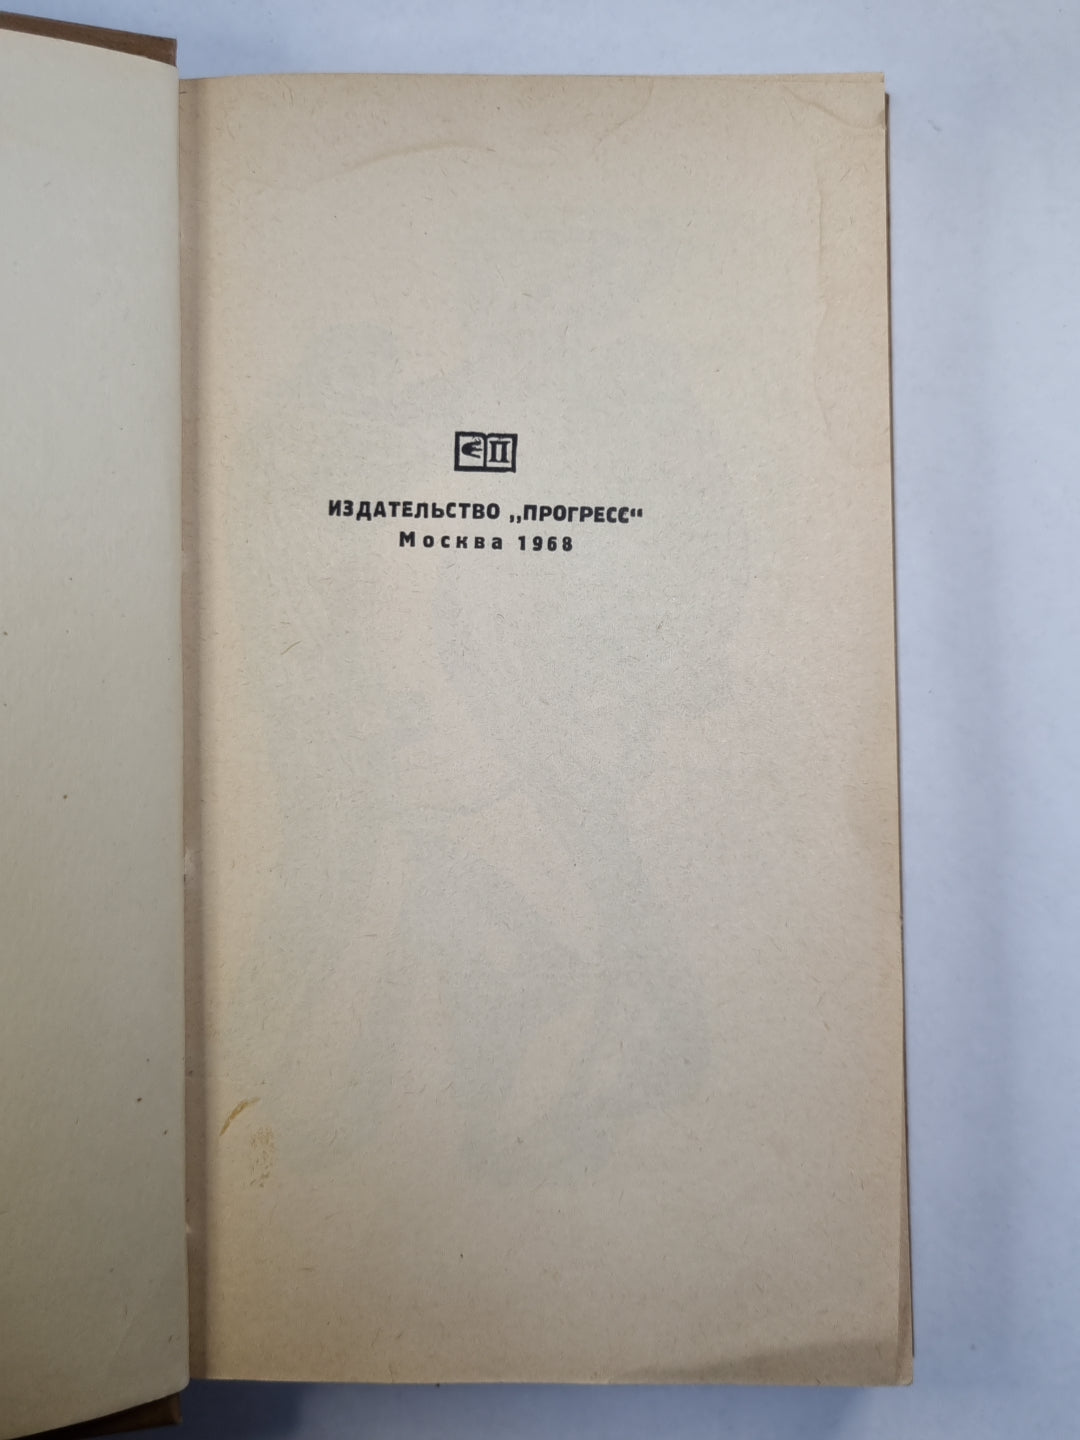 П
ИЗДАТЕЛЬСТВО „ПРОГРЕСС“
Москва 1968